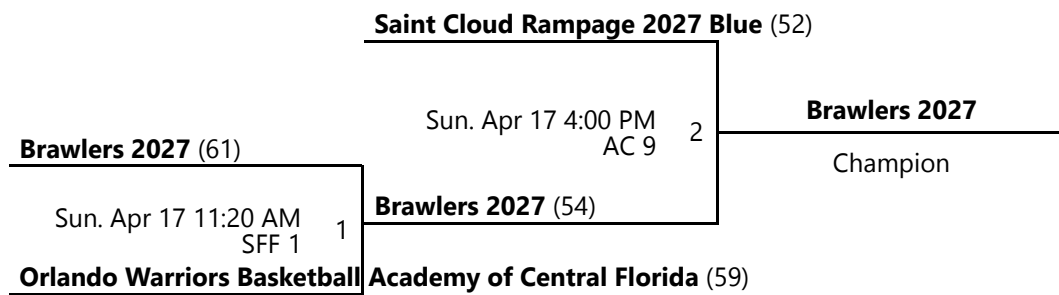 Saint Cloud Rampage 2027 Blue (52)
Sun. Apr 17 4:00 PM
AC 9
2
Brawlers 2027
Champion
Brawlers 2027 (61)
Sun. Apr 17 11:20 AM
SFF 1
1
Brawlers 2027 (54)
Orlando Warriors Basketball Academy of Central Florida (59)